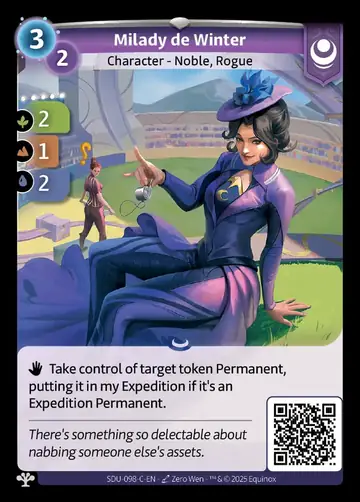 3
Milady de Winter
2
Character - Noble, Rogue
2
1
2
Take control of target token Permanent,
putting it in my Expedition if it's an
Expedition Permanent.
There's something so delectable about
nabbing someone else's assets.
SDU-098-C-EN - Zero Wen - ™ & © 2025 Equinox